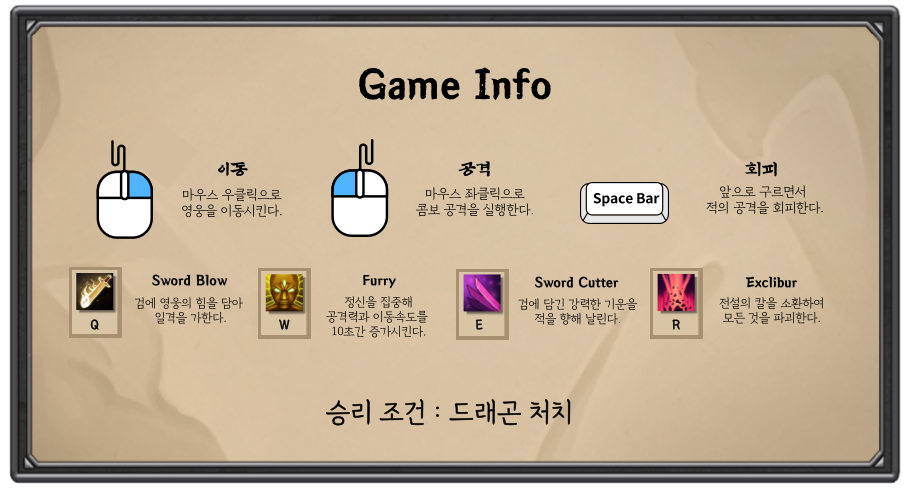 Game Info
이동
마우스 우클릭으로
영웅을 이동시킨다.
공격
마우스 좌클릭으로
콤보 공격을 실행한다.
Space Bar
회피
앞으로 구르면서
적의 공격을 회피한다.
Q
Sword Blow
검에 영웅의 힘을 담아
일격을 가한다.
W
Furry
정신을 집중해
공격력과 이동속도를
10초간 증가시킨다.
E
Sword Cutter
검에 담긴 강력한 기운을
적을 향해 날린다.
R
Exclibur
전설의 칼을 소환하여
모든 것을 파괴한다.
승리 조건 : 드래곤 처치